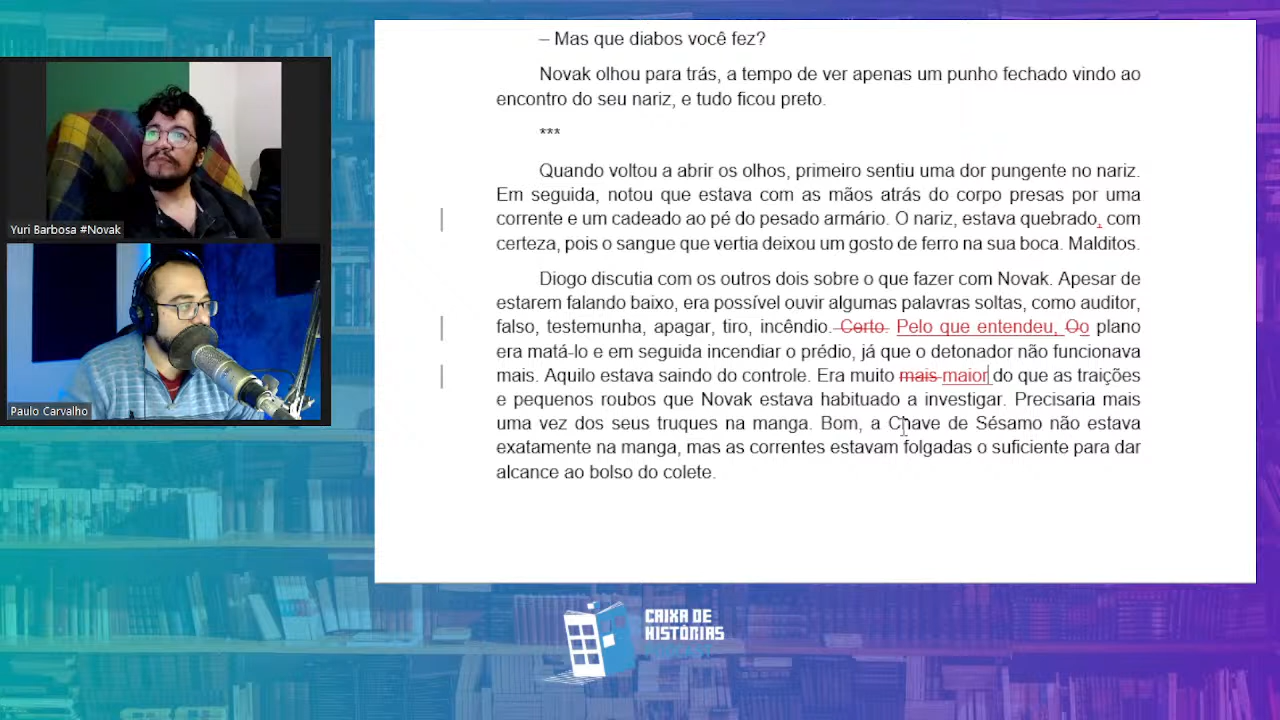 – Mas que diabos você fez?
Novak olhou para trás, a tempo de ver apenas um punho fechado vindo ao
encontro do seu nariz, e tudo ficou preto.
***
Quando voltou a abrir os olhos, primeiro sentiu uma dor pungente no nariz.
Em seguida, notou que estava com as mãos atrás do corpo presas por uma
corrente e um cadeado ao pé do pesado armário. O nariz, estava quebrado, com
certeza, pois o sangue que vertia deixou um gosto de ferro na sua boca. Malditos.
Diogo discutia com os outros dois sobre o que fazer com Novak. Apesar de
estarem falando baixo, era possível ouvir algumas palavras soltas, como auditor,
falso, testemunha, apagar, tiro, incêndio. Certo. Pelo que entendeu, Oo plano
era matá-lo e em seguida incendiar o prédio, já que o detonador não funcionava
mais. Aquilo estava saindo do controle. Era muito mais maior do que as traições
e pequenos roubos que Novak estava habituado a investigar. Precisaria mais
uma vez dos seus truques na manga. Bom, a Chave de Sésamo não estava
exatamente na manga, mas as correntes estavam folgadas o suficiente para dar
alcance ao bolso do colete.
Yuri Barbosa #Novak
Paulo Carvalho
CAIXA DE
HISTÓRIAS